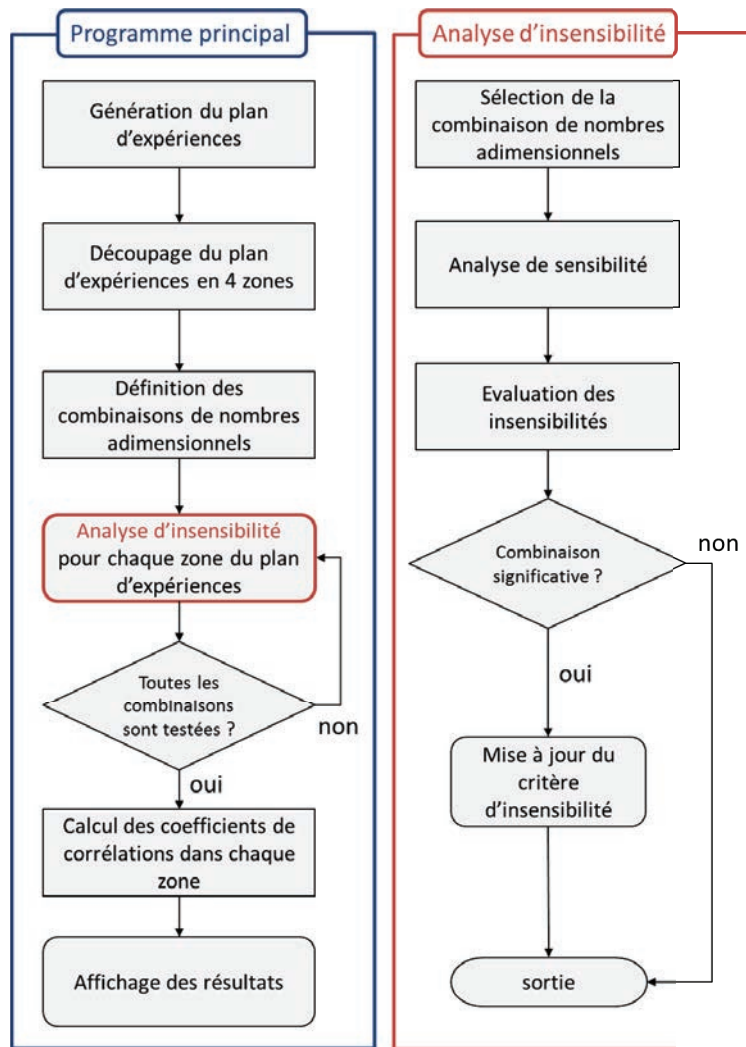 Programme principal
Génération du plan
d'expériences
Découpage du plan
d'expériences en 4 zones
Définition des
combinaisons de nombres
adimensionnels
Analyse d'insensibilité
pour chaque zone du plan
d'expériences
Toutes les
combinaisons
sont testées ?
non
oui
Calcul des coefficients de
corrélations dans chaque
zone
Affichage des résultats
Analyse d'insensibilité
Sélection de la
combinaison de nombres
adimensionnels
Analyse de sensibilité
Evaluation des
insensibilités
Combinaison
significative ?
non
oui
Mise à jour du
critère
d'insensibilité
sortie